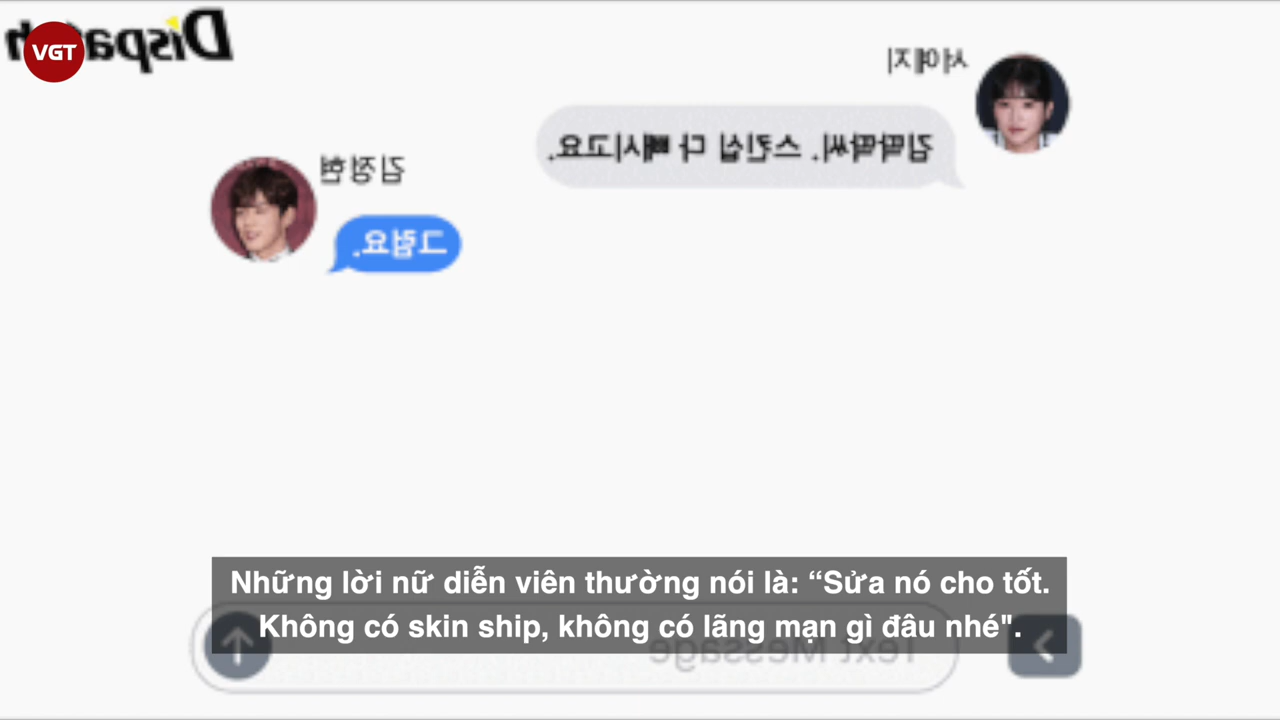 Dispatch
VGT
서예지
김딱딱씨. 스킨십 다 빼시고요.
김정현
그럼요.
Những lời nữ diễn viên thường nói là: “Sửa nó cho tốt.
Không có skin ship, không có lãng mạn gì đâu nhé".
Text Message